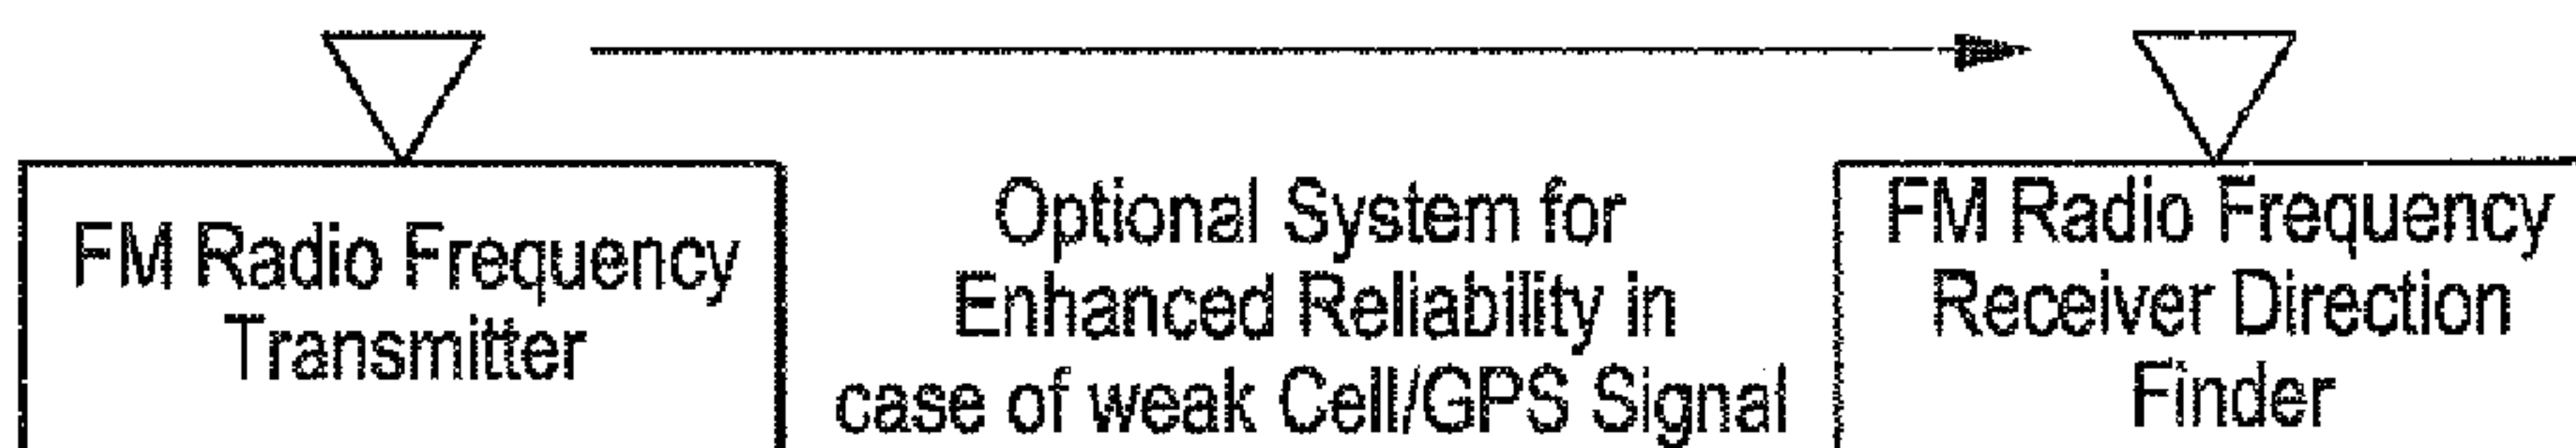 FM Radio Frequency
Transmitter
Optional System for
Enhanced Reliability in
case of weak Cell/GPS Signal
FM Radio Frequency
Receiver Direction
Finder